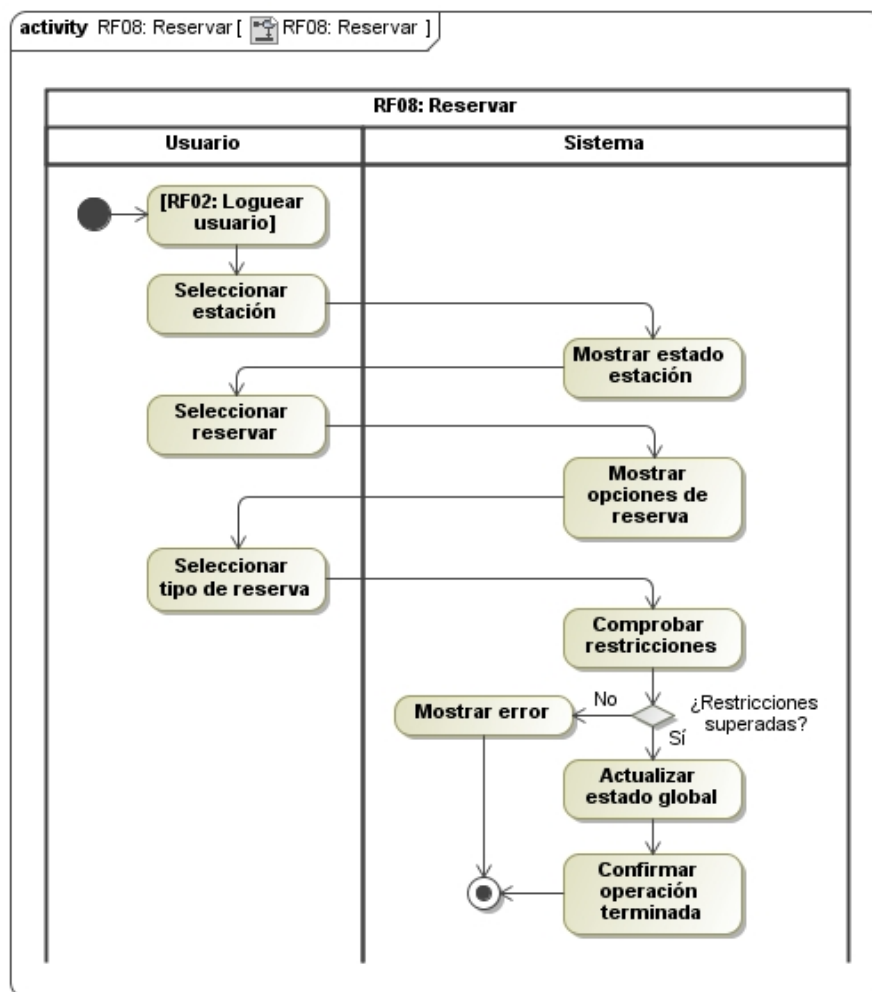 activity RF08: Reservar [ RF08: Reservar ]
RF08: Reservar
Usuario
Sistema
[RF02: Loguear
usuario]
Seleccionar
estación
Mostrar estado
estación
Seleccionar
reservar
Mostrar
opciones de
reserva
Seleccionar
tipo de reserva
Comprobar
restricciones
Mostrar error
No
¿Restricciones
superadas?
Sí
Actualizar
estado global
Confirmar
operación
terminada